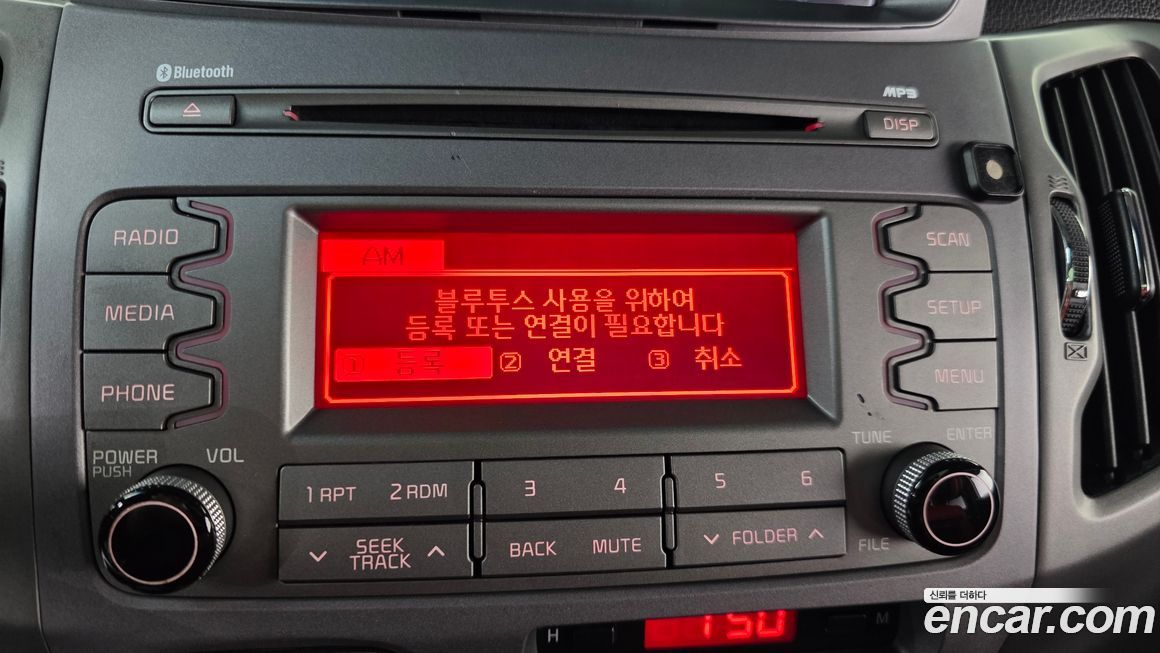 Bluetooth
MP3
DISP
RADIO
SCAN
AM
블루투스 사용을 위하여
등록 또는 연결이 필요합니다
① 등록 ② 연결 ③ 취소
MEDIA
SETUP
PHONE
MENU
POWER
PUSH
VOL
TUNE
ENTER
1 RPT 2 RDM 3 4 5 6
SEEK
TRACK
BACK MUTE
FOLDER
FILE
신뢰를 더하다
encar.com
H
1:50
M